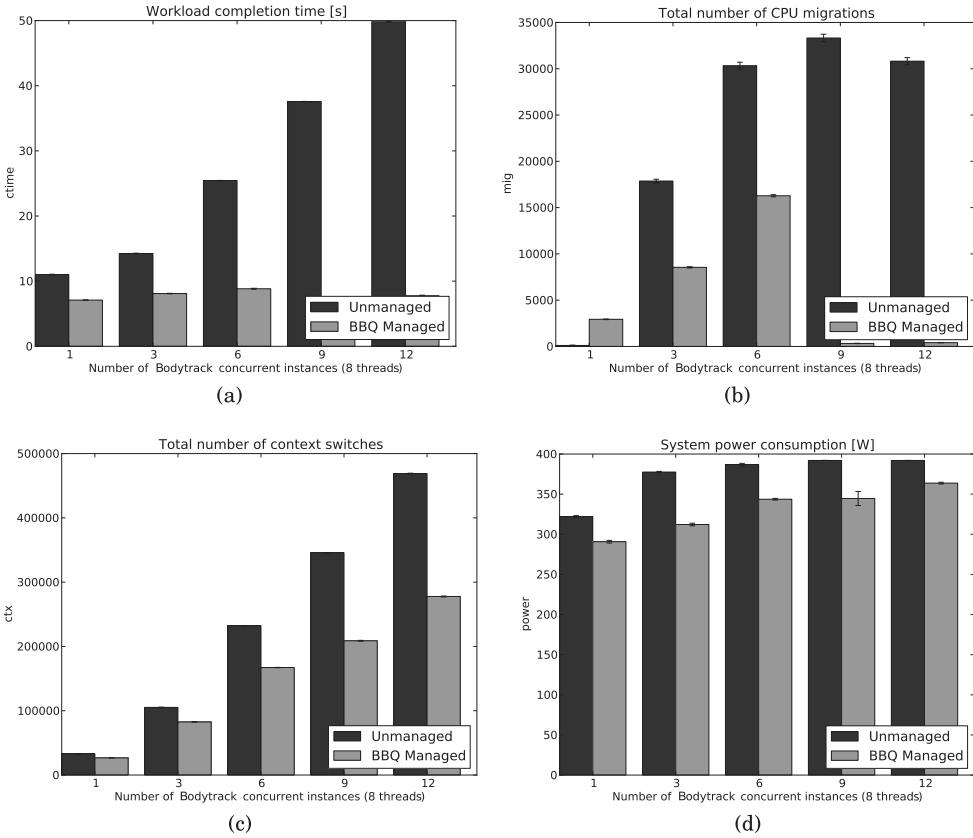 Workload completion time [s]
50
40
30
20
10
0
ctime
1 3 6 9 12
Number of Bodytrack concurrent instances (8 threads)
Unmanaged
BBQ Managed
(a)
Total number of CPU migrations
35000
30000
25000
20000
15000
10000
5000
0
mig
1 3 6 9 12
Number of Bodytrack concurrent instances (8 threads)
Unmanaged
BBQ Managed
(b)
Total number of context switches
500000
400000
300000
200000
100000
0
ctx
1 3 6 9 12
Number of Bodytrack concurrent instances (8 threads)
Unmanaged
BBQ Managed
(c)
System power consumption [W]
400
350
300
250
200
150
100
50
0
power
1 3 6 9 12
Number of Bodytrack concurrent instances (8 threads)
Unmanaged
BBQ Managed
(d)